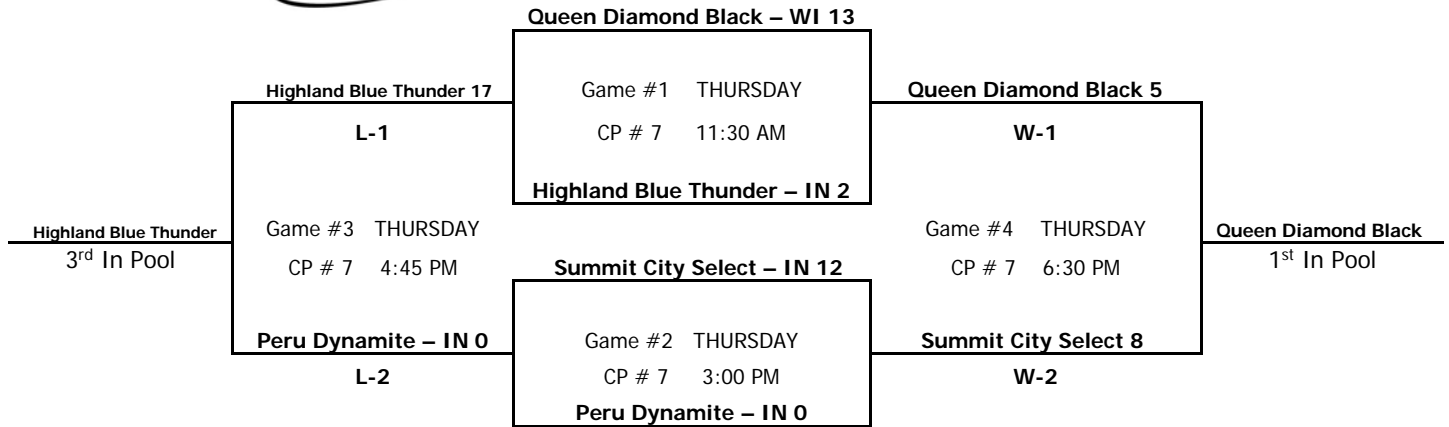 Queen Diamond Black – WI 13
Highland Blue Thunder 17
Game #1 THURSDAY
Queen Diamond Black 5
L-1
CP # 7 11:30 AM
W-1
Highland Blue Thunder – IN 2
Highland Blue Thunder
Game #3 THURSDAY
Game #4 THURSDAY
Queen Diamond Black
3rd In Pool
CP # 7 4:45 PM
Summit City Select – IN 12
CP # 7 6:30 PM
1st In Pool
Peru Dynamite – IN 0
Game #2 THURSDAY
Summit City Select 8
L-2
CP # 7 3:00 PM
W-2
Peru Dynamite – IN 0